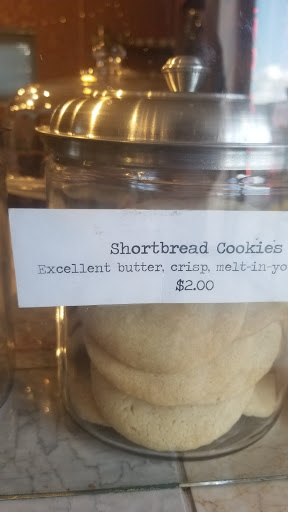 Shortbread Cookies
Excellent butter, crisp, melt-in-yo
$2.00